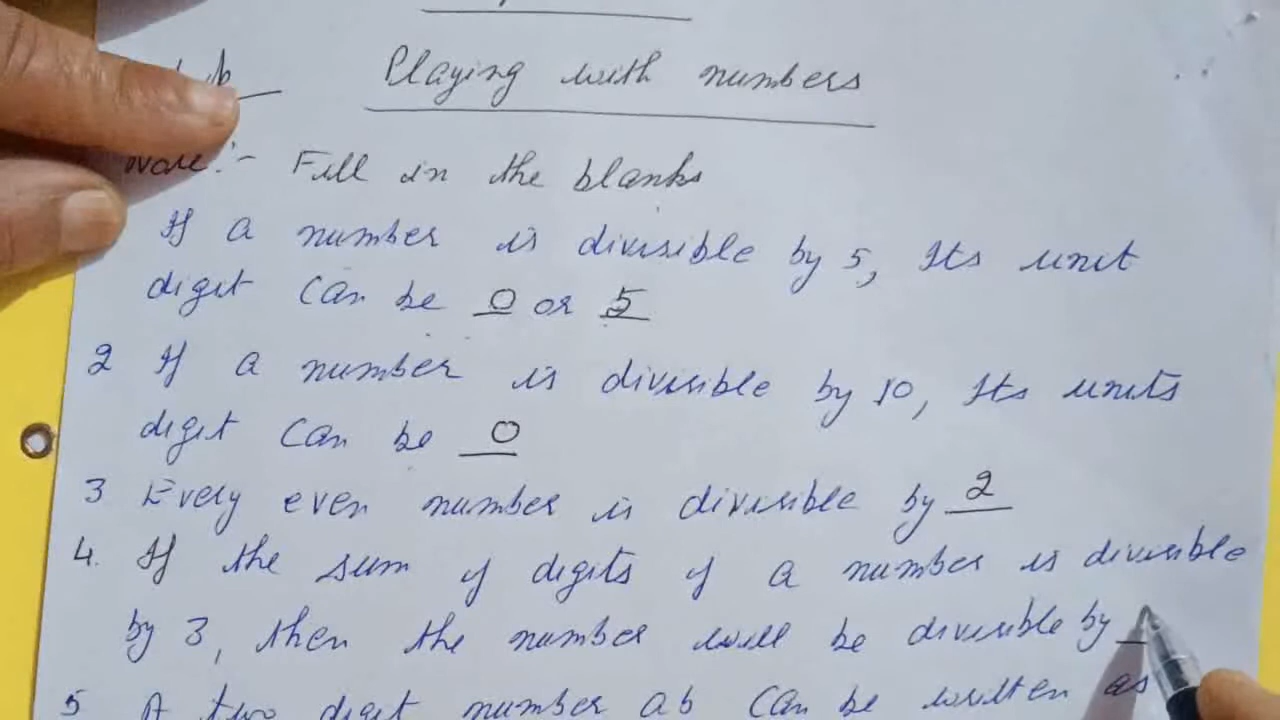 Playing with numbers
Note :- Fill in the blanks
If a number is divisible by 5, Its unit
digit can be 0 or 5
2 If a number is divisible by 10, Its units
digit can be 0
3 Every even number is divisible by 2
4. If the sum of digits of a number is divisible
by 3, then the number will be divisible by
5 A two digit number ab can be written as